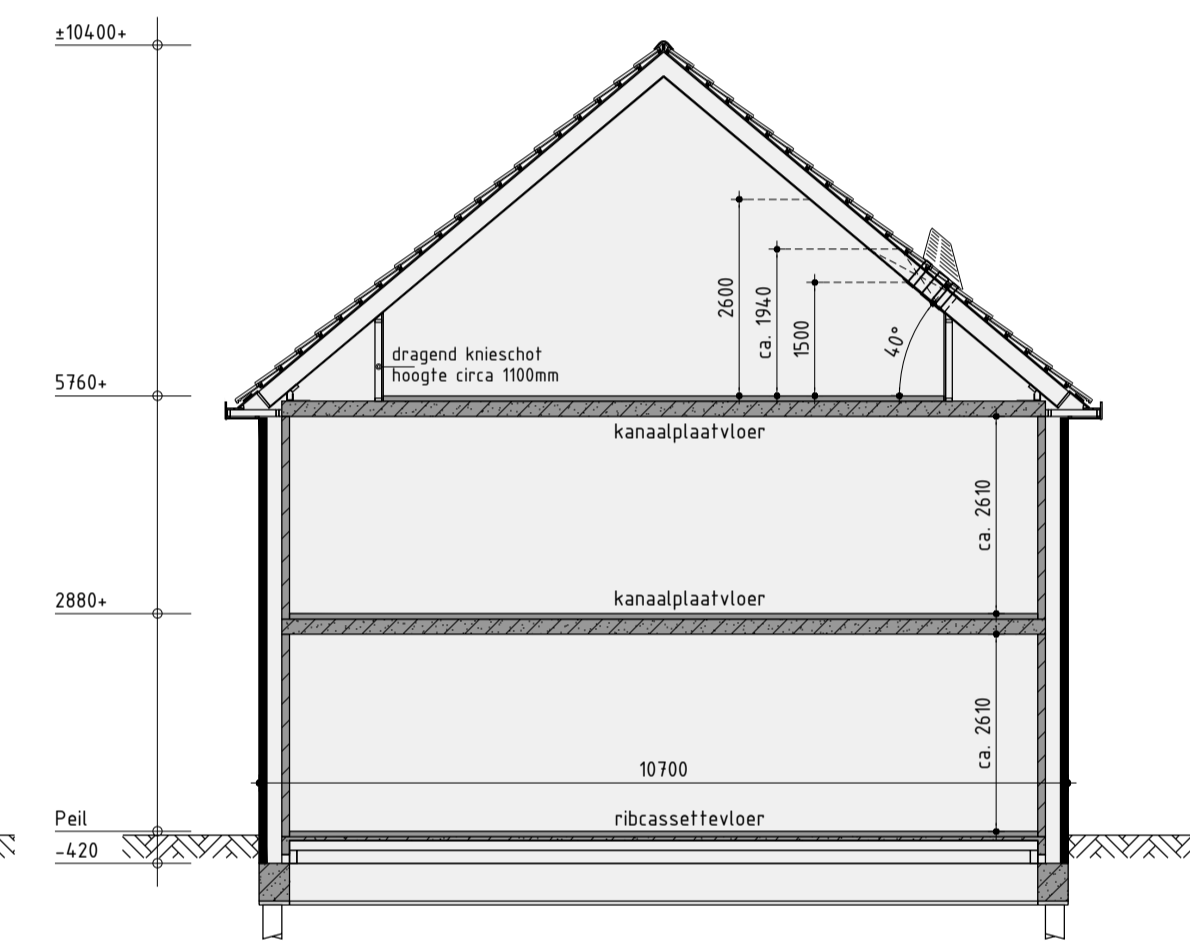 ±10400+
2600
ca. 1940
1500
40°
dragend knieschot
hoogte circa 1100mm
5760+
kanaalplaatvloer
ca. 2610
2880+
kanaalplaatvloer
ca. 2610
10700
Peil
ribcassettevloer
-420